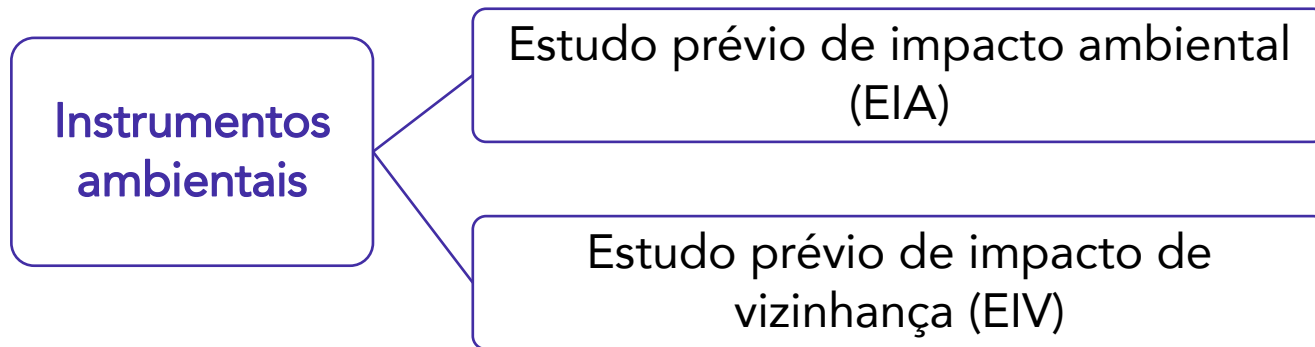 Instrumentos
ambientais
Estudo prévio de impacto ambiental
(EIA)
Estudo prévio de impacto de
vizinhança (EIV)